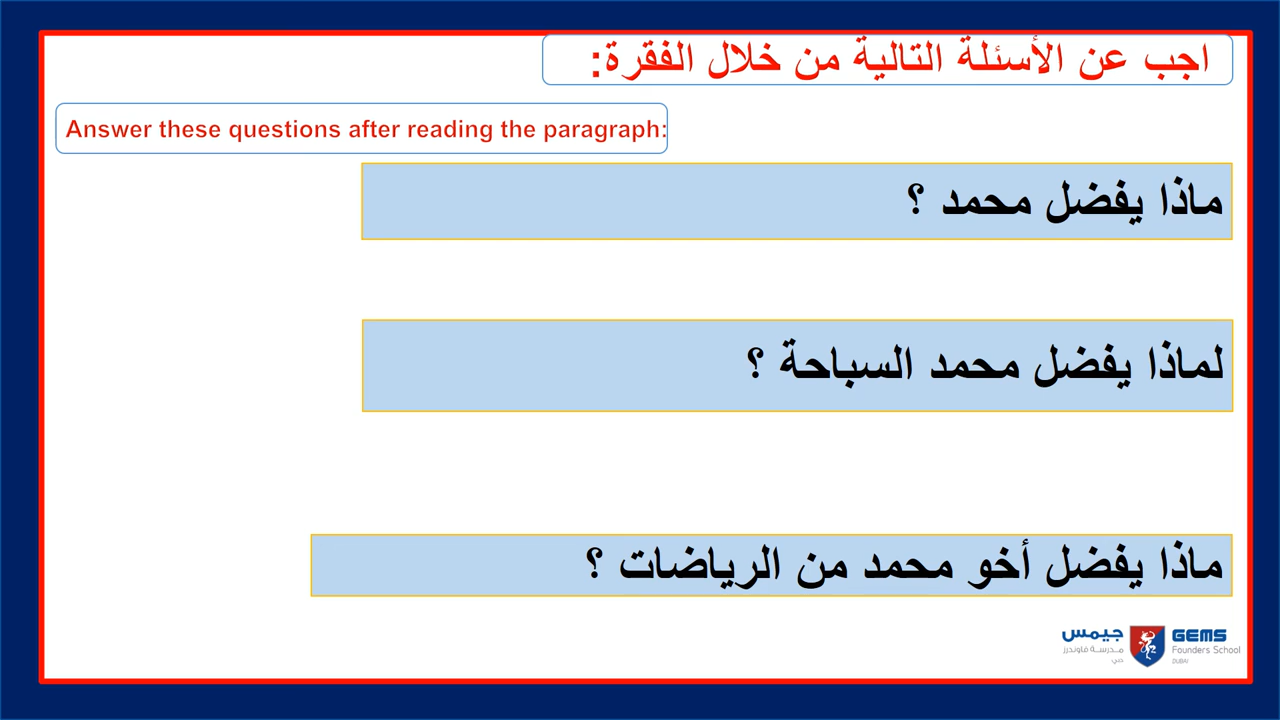 اجب عن الأسئلة التالية من خلال الفقرة:
Answer these questions after reading the paragraph:
ماذا يفضل محمد ؟
لماذا يفضل محمد السباحة ؟
ماذا يفضل أخو محمد من الرياضات ؟
جيمس
مدرسة فاوندرز
دبي
GEMS
Founders School
DUBAI